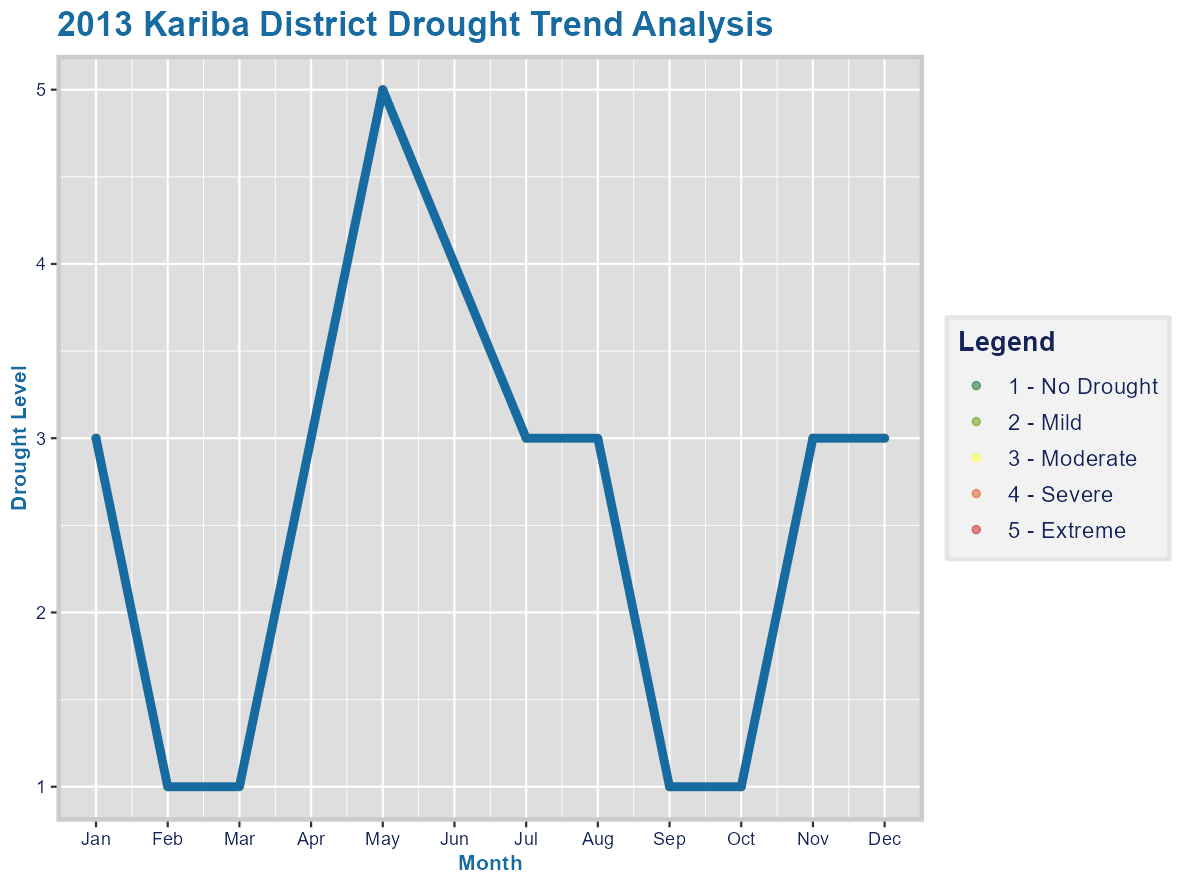 2013 Kariba District Drought Trend Analysis
Drought Level
5
4
3
2
1
Jan Feb Mar Apr May Jun Jul Aug Sep Oct Nov Dec
Month
Legend
1 - No Drought
2 - Mild
3 - Moderate
4 - Severe
5 - Extreme